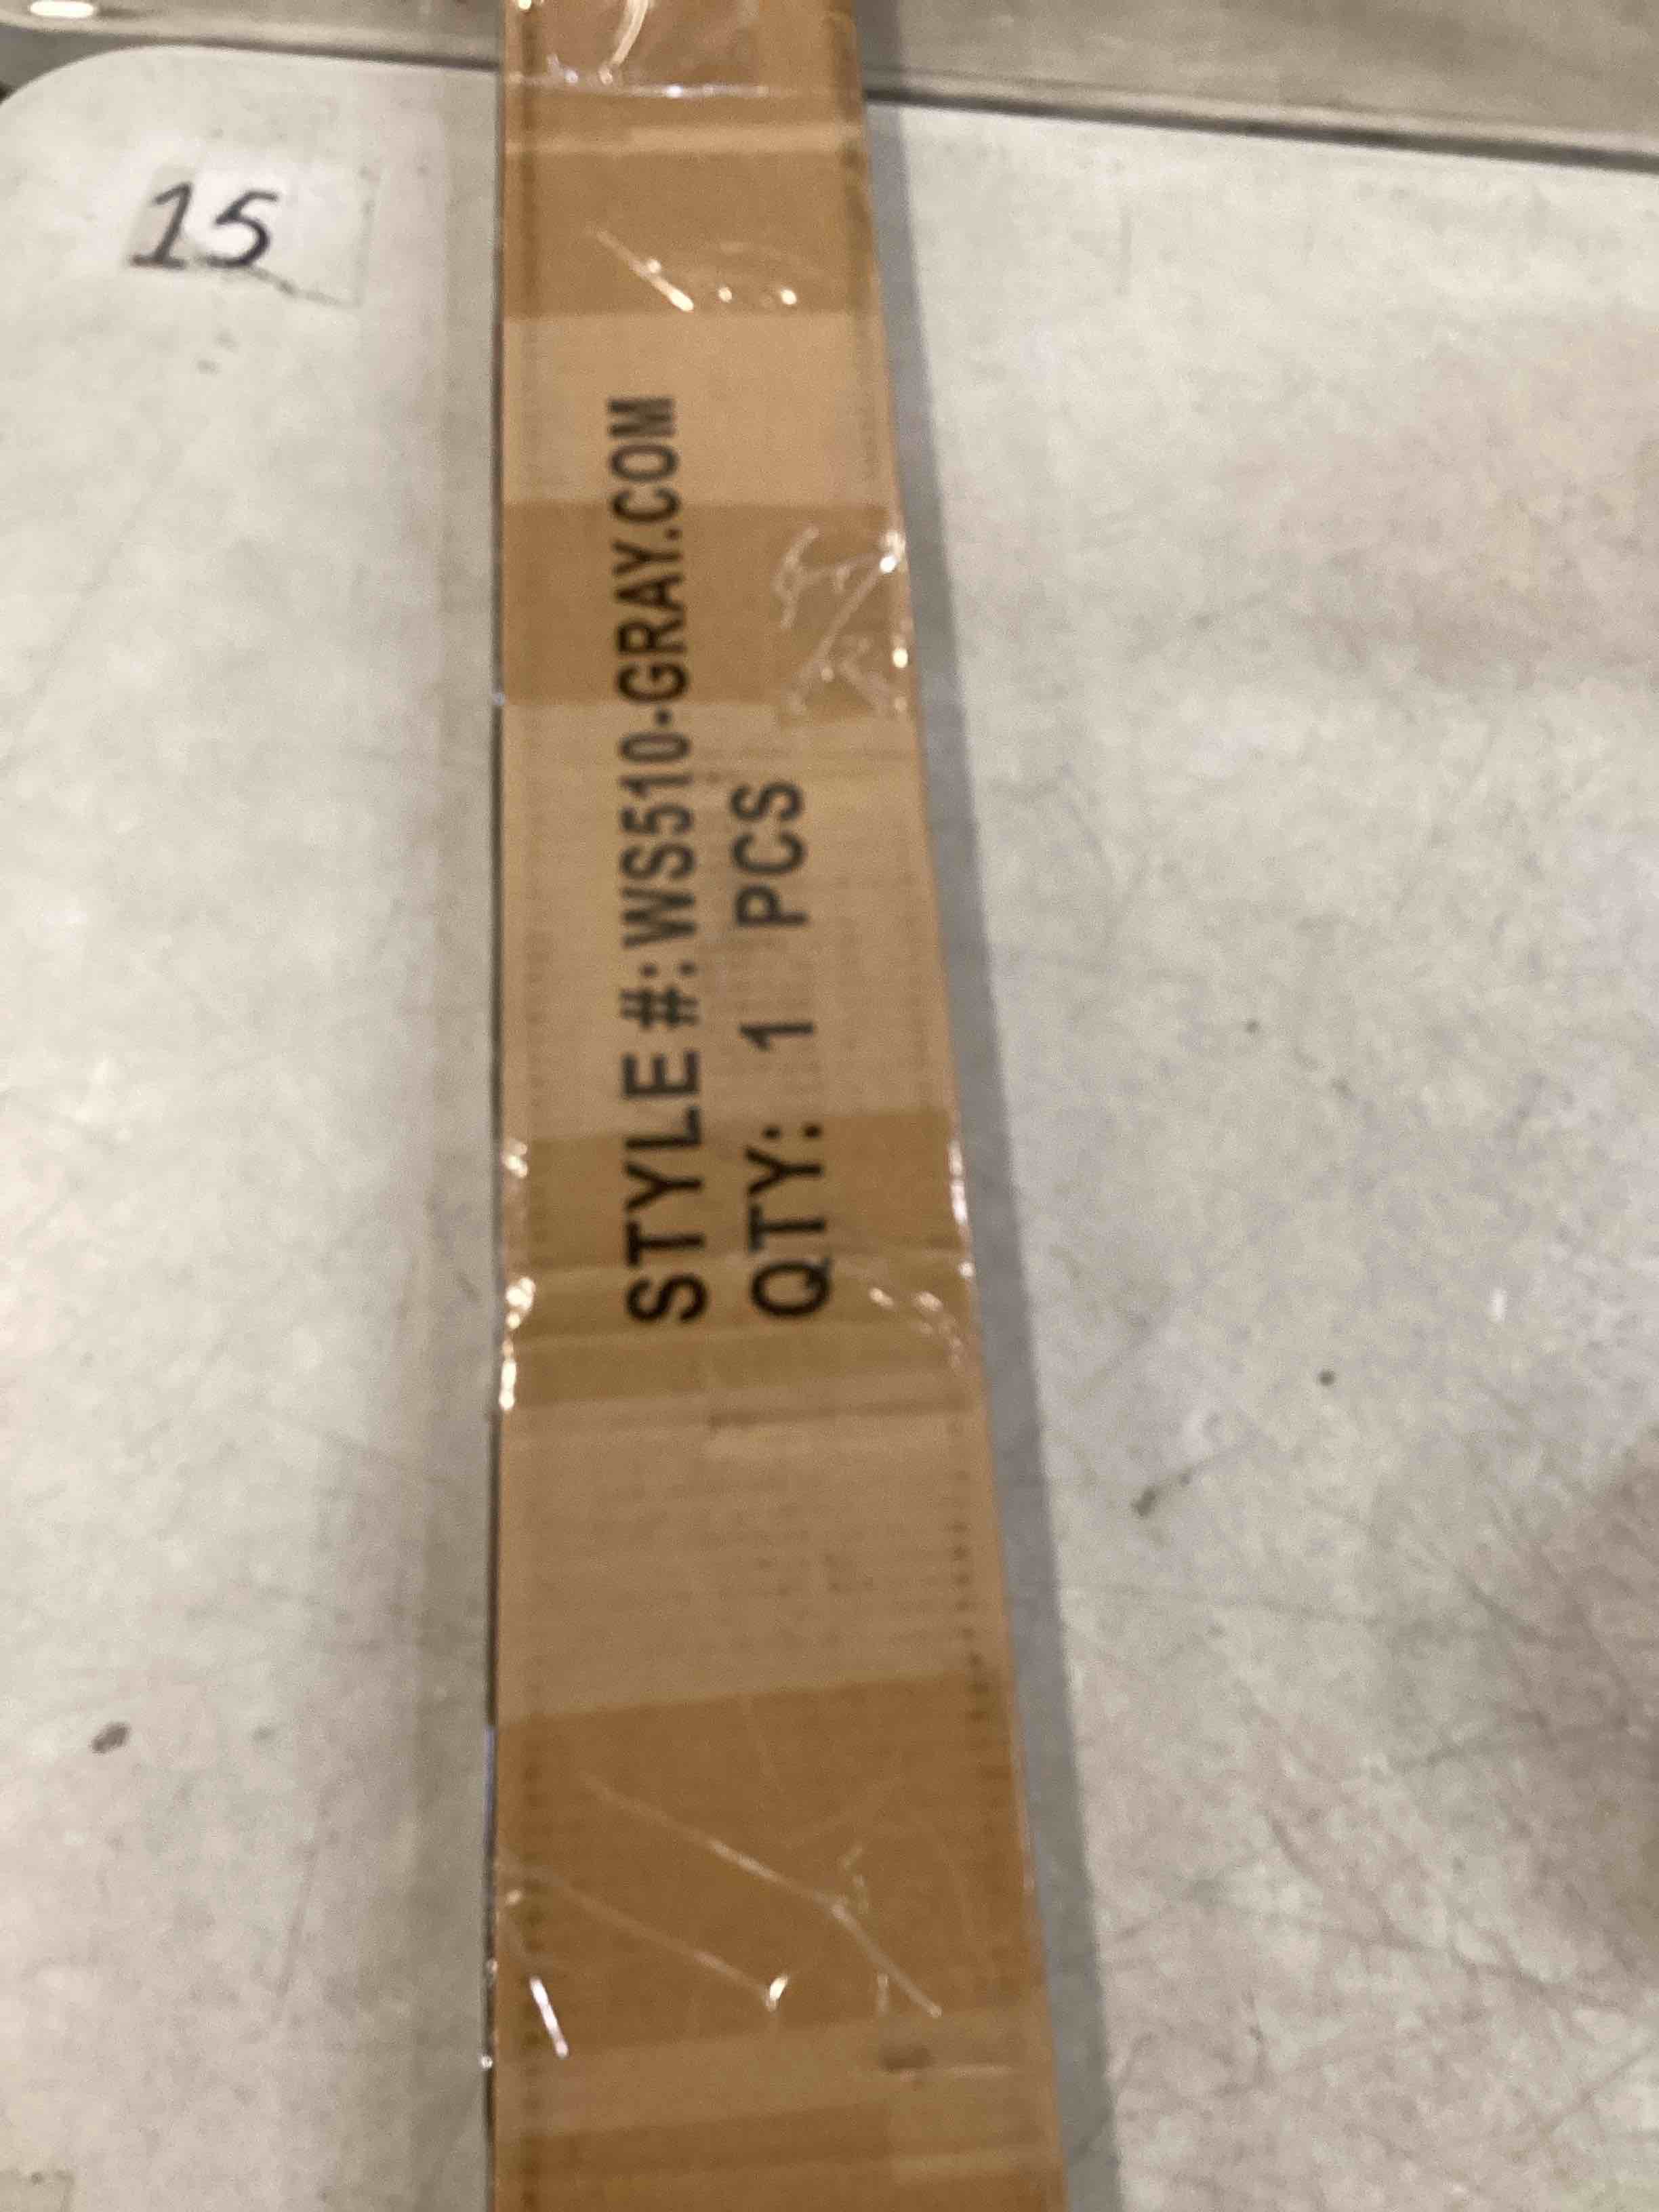 15
STYLE #: WS510-GRAY.COM
QTY: 1 PCS